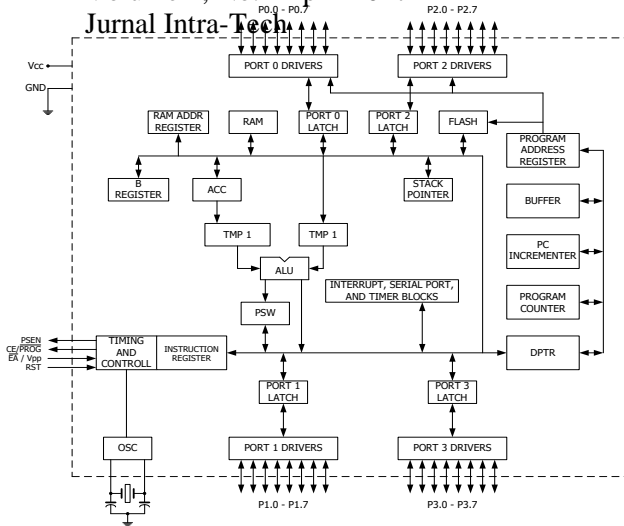 Jurnal Intra-Tech
P0.0 - P0.7
P2.0 - P2.7
Vcc
GND
PORT 0 DRIVERS
PORT 2 DRIVERS
RAM ADDR
REGISTER
RAM
PORT 0
LATCH
PORT 2
LATCH
FLASH
PROGRAM
ADDRESS
REGISTER
B
REGISTER
ACC
STACK
POINTER
BUFFER
TMP 1
TMP 1
ALU
PC
INCREMENTER
INTERRUPT, SERIAL PORT,
AND TIMER BLOCKS
PSW
PROGRAM
COUNTER
PSEN
CE/PROG
EA / Vpp
RST
TIMING
AND
CONTROLL
INSTRUCTION
REGISTER
DPTR
PORT 1
LATCH
PORT 3
LATCH
OSC
PORT 1 DRIVERS
PORT 3 DRIVERS
P1.0 - P1.7
P3.0 - P3.7